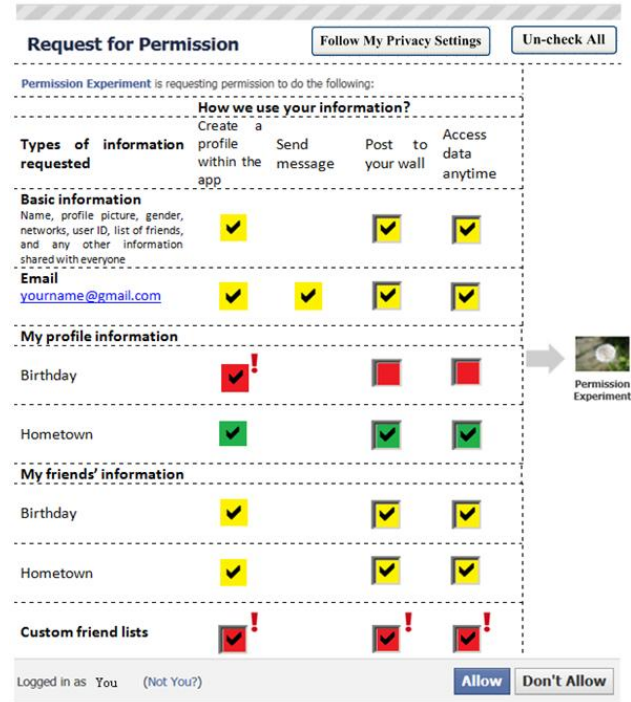 Request for Permission
Follow My Privacy Settings
Un-check All
Permission Experiment is requesting permission to do the following:
How we use your information?
Types of information
requested
Create a
profile
within the
app
Send
message
Post to
your wall
Access
data
anytime
Basic information
Name, profile picture, gender,
networks, user ID, list of friends,
and any other information
shared with everyone
Email
yourname@gmail.com
My profile information
Birthday
!
Hometown
My friends' information
Birthday
Hometown
Custom friend lists
! ! !
Permission
Experiment
Logged in as You (Not You?)
Allow
Don't Allow